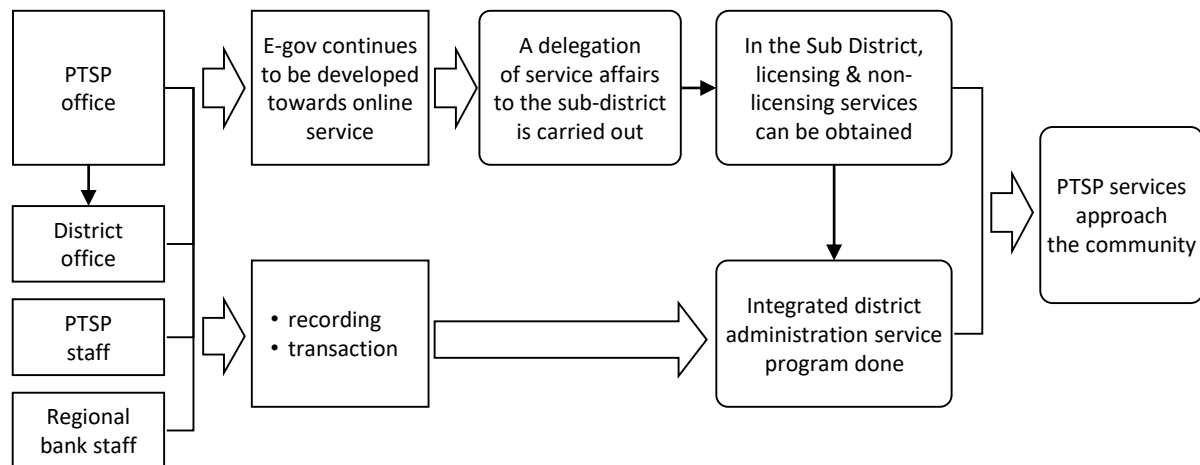 PTSP
office
E-gov continues
to be developed
towards online
service
A delegation
of service affairs
to the sub-district
is carried out
In the Sub District,
licensing & non-
licensing services
can be obtained
PTSP services
approach
the community
District
office
PTSP
staff
Regional
bank staff
• recording
• transaction
Integrated district
administration service
program done